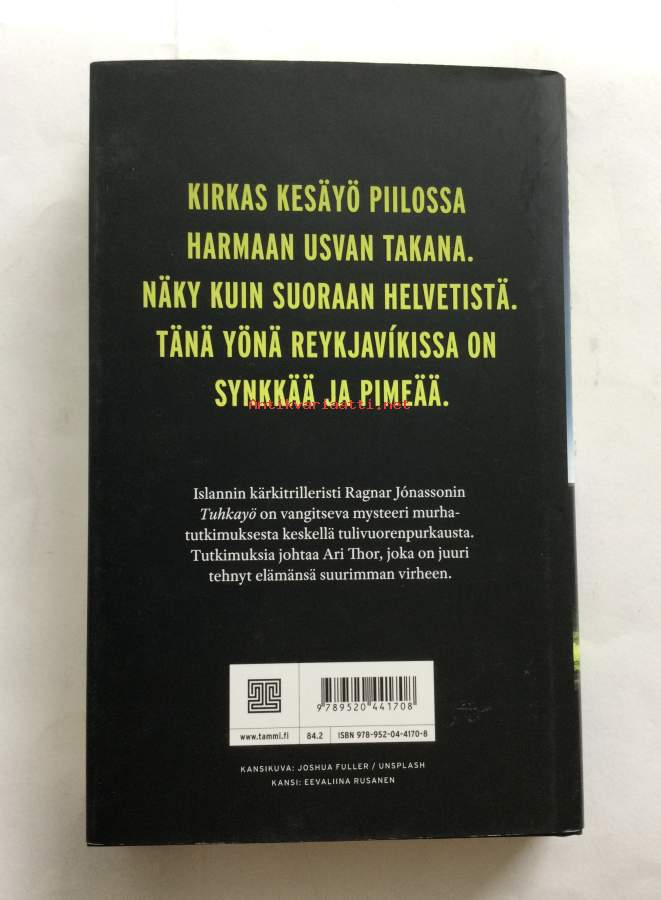 KIRKAS KESÄYÖ PIILOSSA
HARMAAN USVAN TAKANA.
NÄKY KUIN SUORAAN HELVETISTÄ.
TÄNÄ YÖNÄ REYKJAVÍKISSA ON
SYNKKÄÄ JA PIMEÄÄ.
Antikvariaatti.net
Islannin kärkitrilleristi Ragnar Jónassonin
Tuhkayö on vangitseva mysteeri murha-
tutkimuksesta keskellä tulivuorenpurkausta.
Tutkimuksia johtaa Ari Thor, joka on juuri
tehnyt elämänsä suurimman virheen.
9 789520 441708
www.tammi.fi 84.2 ISBN 978-952-04-4170-8
KANSIKUVA: JOSHUA FULLER / UNSPLASH
KANSI: EEVALIINA RUSANEN